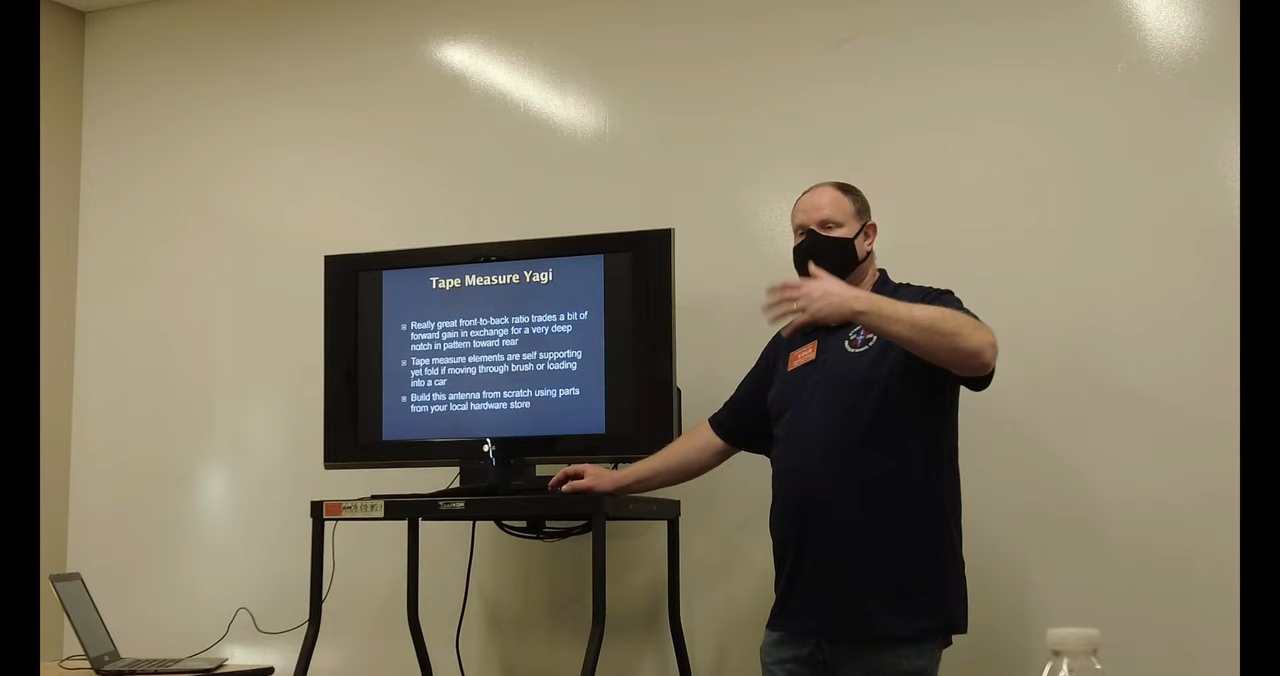 Tape Measure Yagi
Really great front-to-back ratio trades a bit of
forward gain in exchange for a very deep
notch in pattern toward rear
Tape measure elements are self supporting
yet fold if moving through brush or loading
into a car
Build this antenna from scratch using parts
from your local hardware store